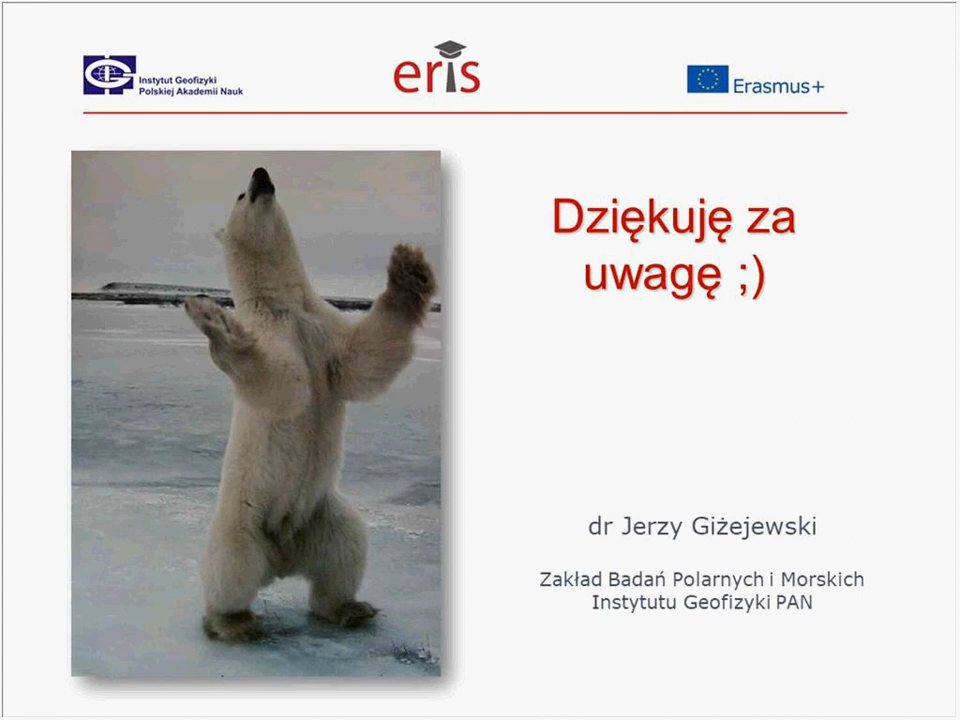 Instytut Geofizyki
Polskiej Akademii Nauk
eris
Erasmus+
Dziękuję za
uwagę ;)
dr Jerzy Giżejewski
Zakład Badań Polarnych i Morskich
Instytutu Geofizyki PAN